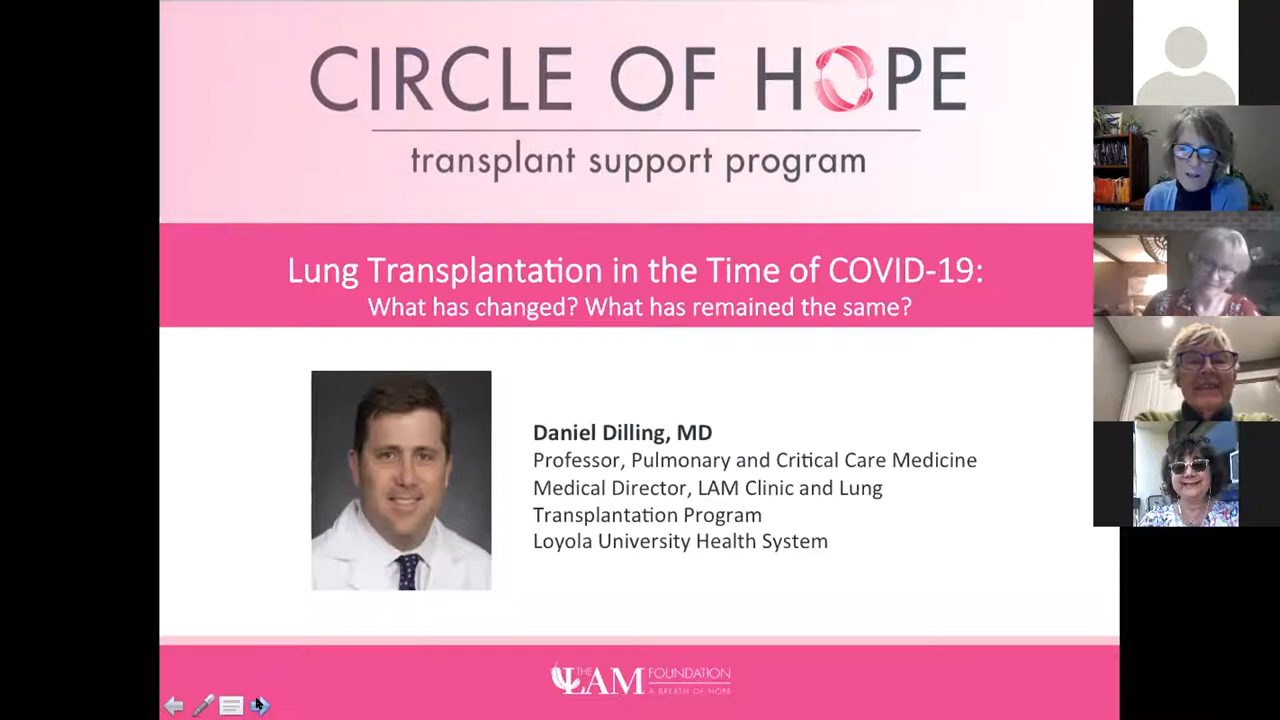 CIRCLE OF HOPE
transplant support program
Lung Transplantation in the Time of COVID-19:
What has changed? What has remained the same?
Daniel Dilling, MD
Professor, Pulmonary and Critical Care Medicine
Medical Director, LAM Clinic and Lung
Transplantation Program
Loyola University Health System
THE LAM FOUNDATION
A BREATH OF HOPE